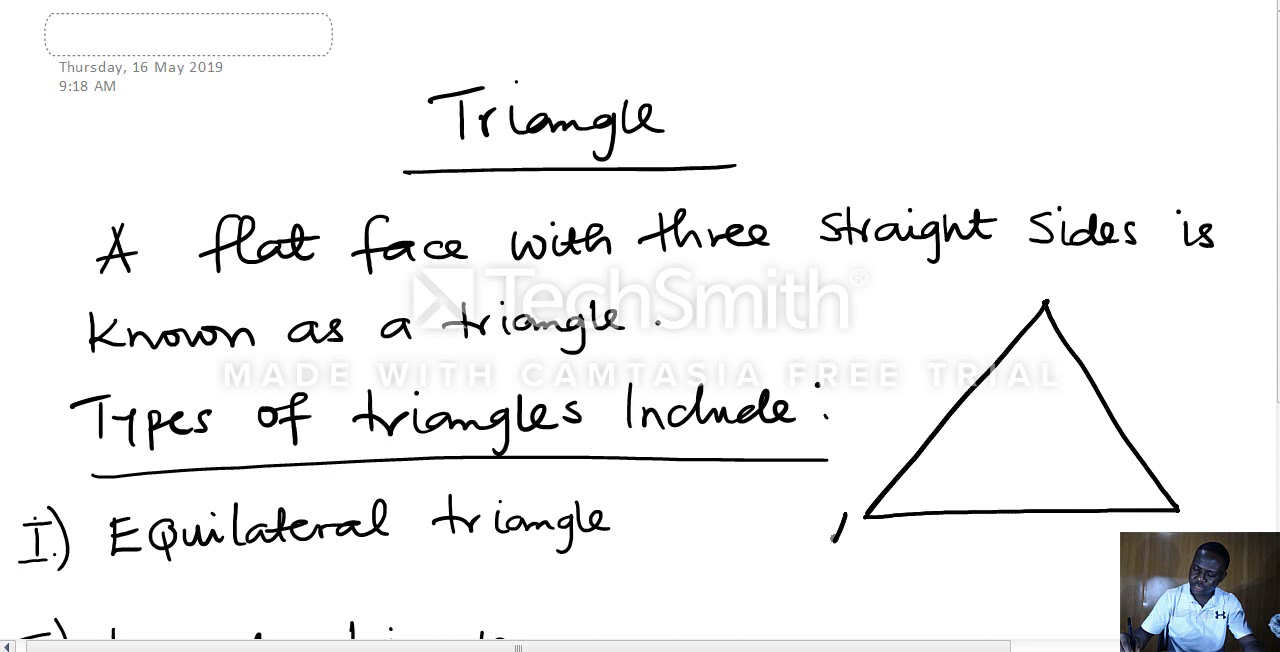 Thursday, 16 May 2019
9:18 AM
Triangle
A flat face with three straight sides is
known as a triangle.
TechSmith®
MADE WITH CAMTASIA FREE TRIAL
Types of triangles Include:
I.) Equilateral triangle